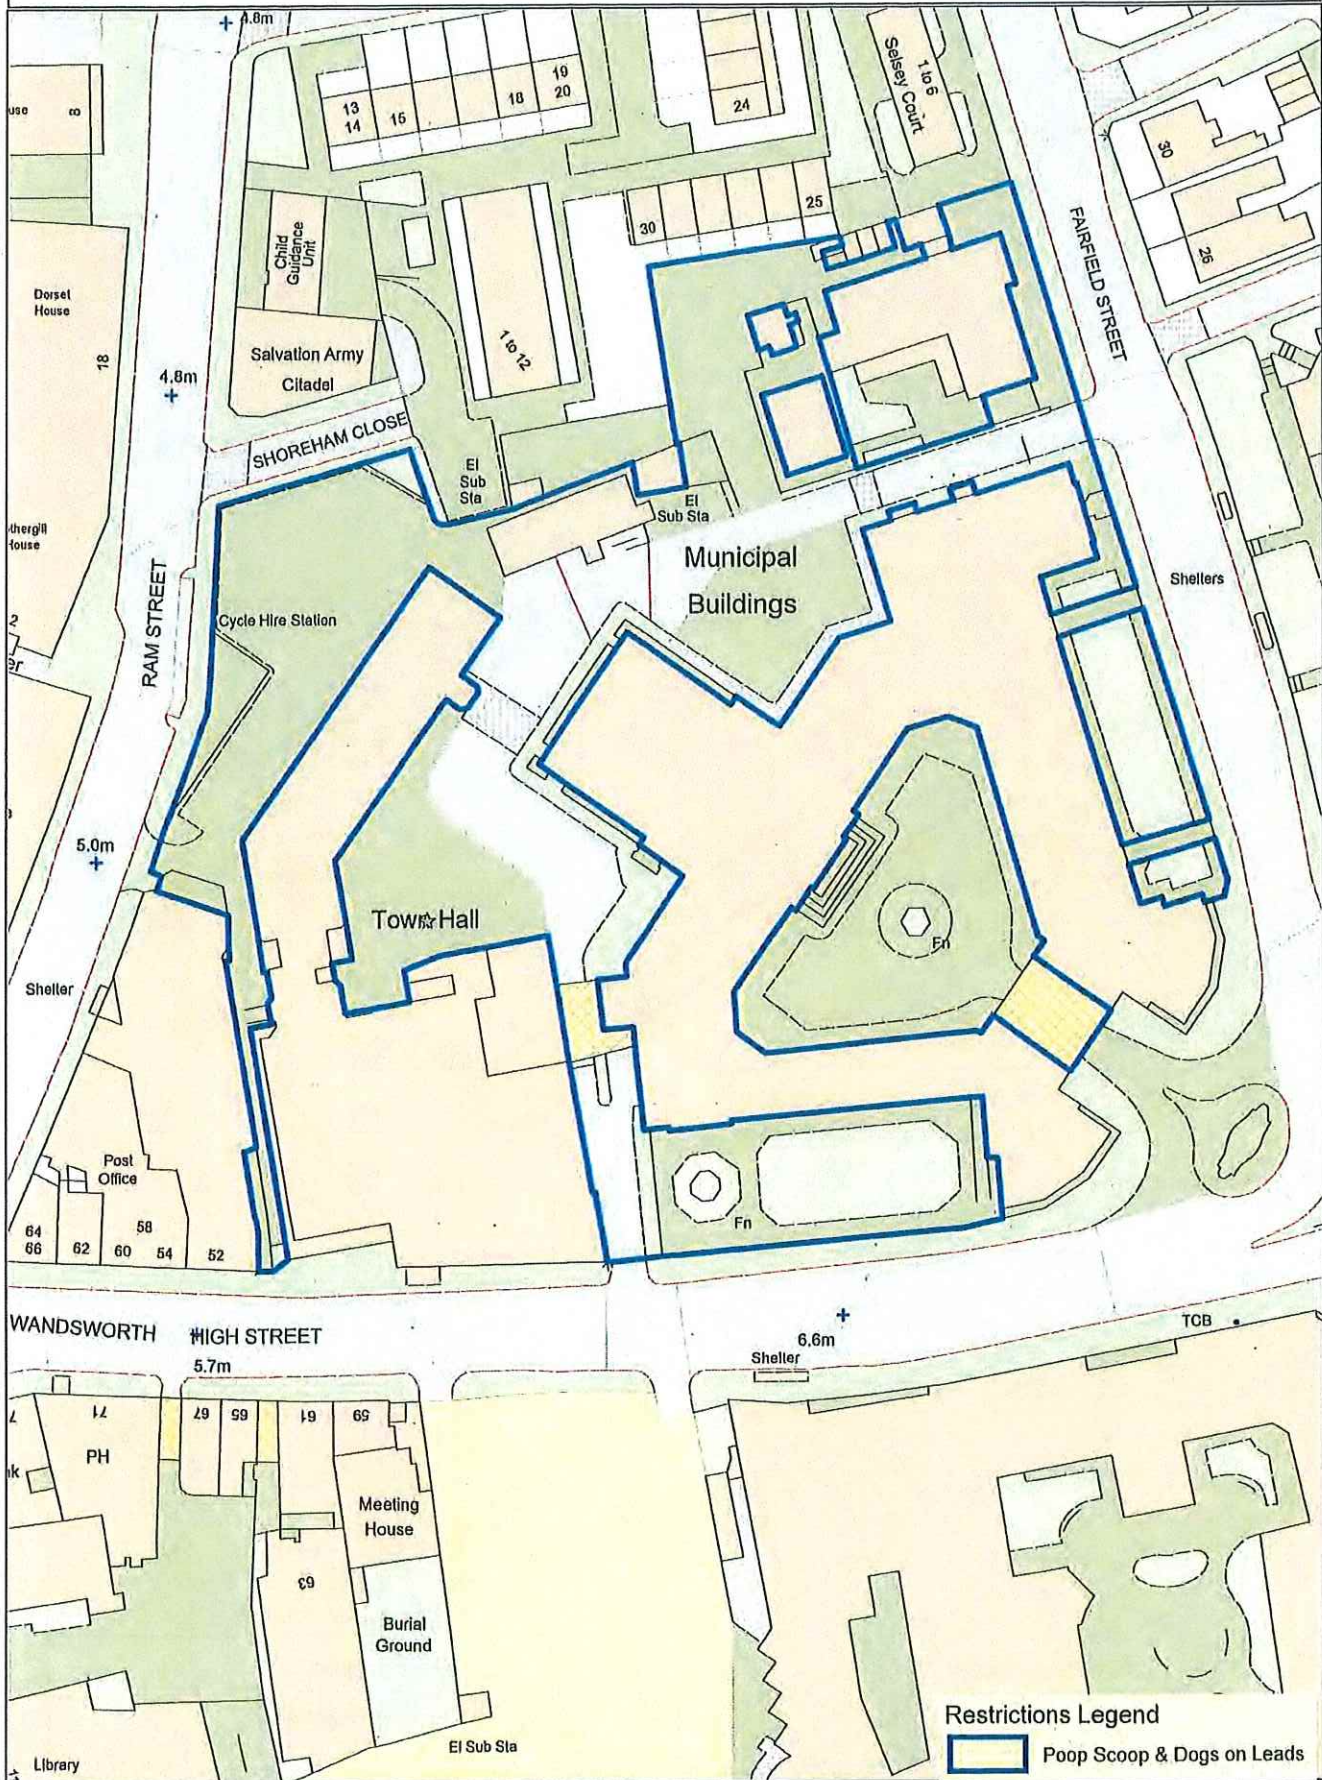 4.8m
use
8
13
14
15
18
19
20
24
1 to 6
Selsey Court
30
30
25
26
FAIRFIELD STREET
Child
Guidance
Unit
Dorset
House
18
1 to 12
Salvation Army
Citadel
4.8m
SHOREHAM CLOSE
El
Sub
Sta
El
Sub Sta
Municipal
Buildings
Shelters
RAM STREET
Cycle Hire Station
5.0m
Town Hall
Fn
Shelter
Post
Office
64
66
62
60
58
54
52
Fn
WANDSWORTH HIGH STREET
5.7m
6.6m
TCB
Shelter
71
67
65
61
59
PH
Meeting
House
63
Burial
Ground
El Sub Sta
Library
Restrictions Legend
Poop Scoop & Dogs on Leads